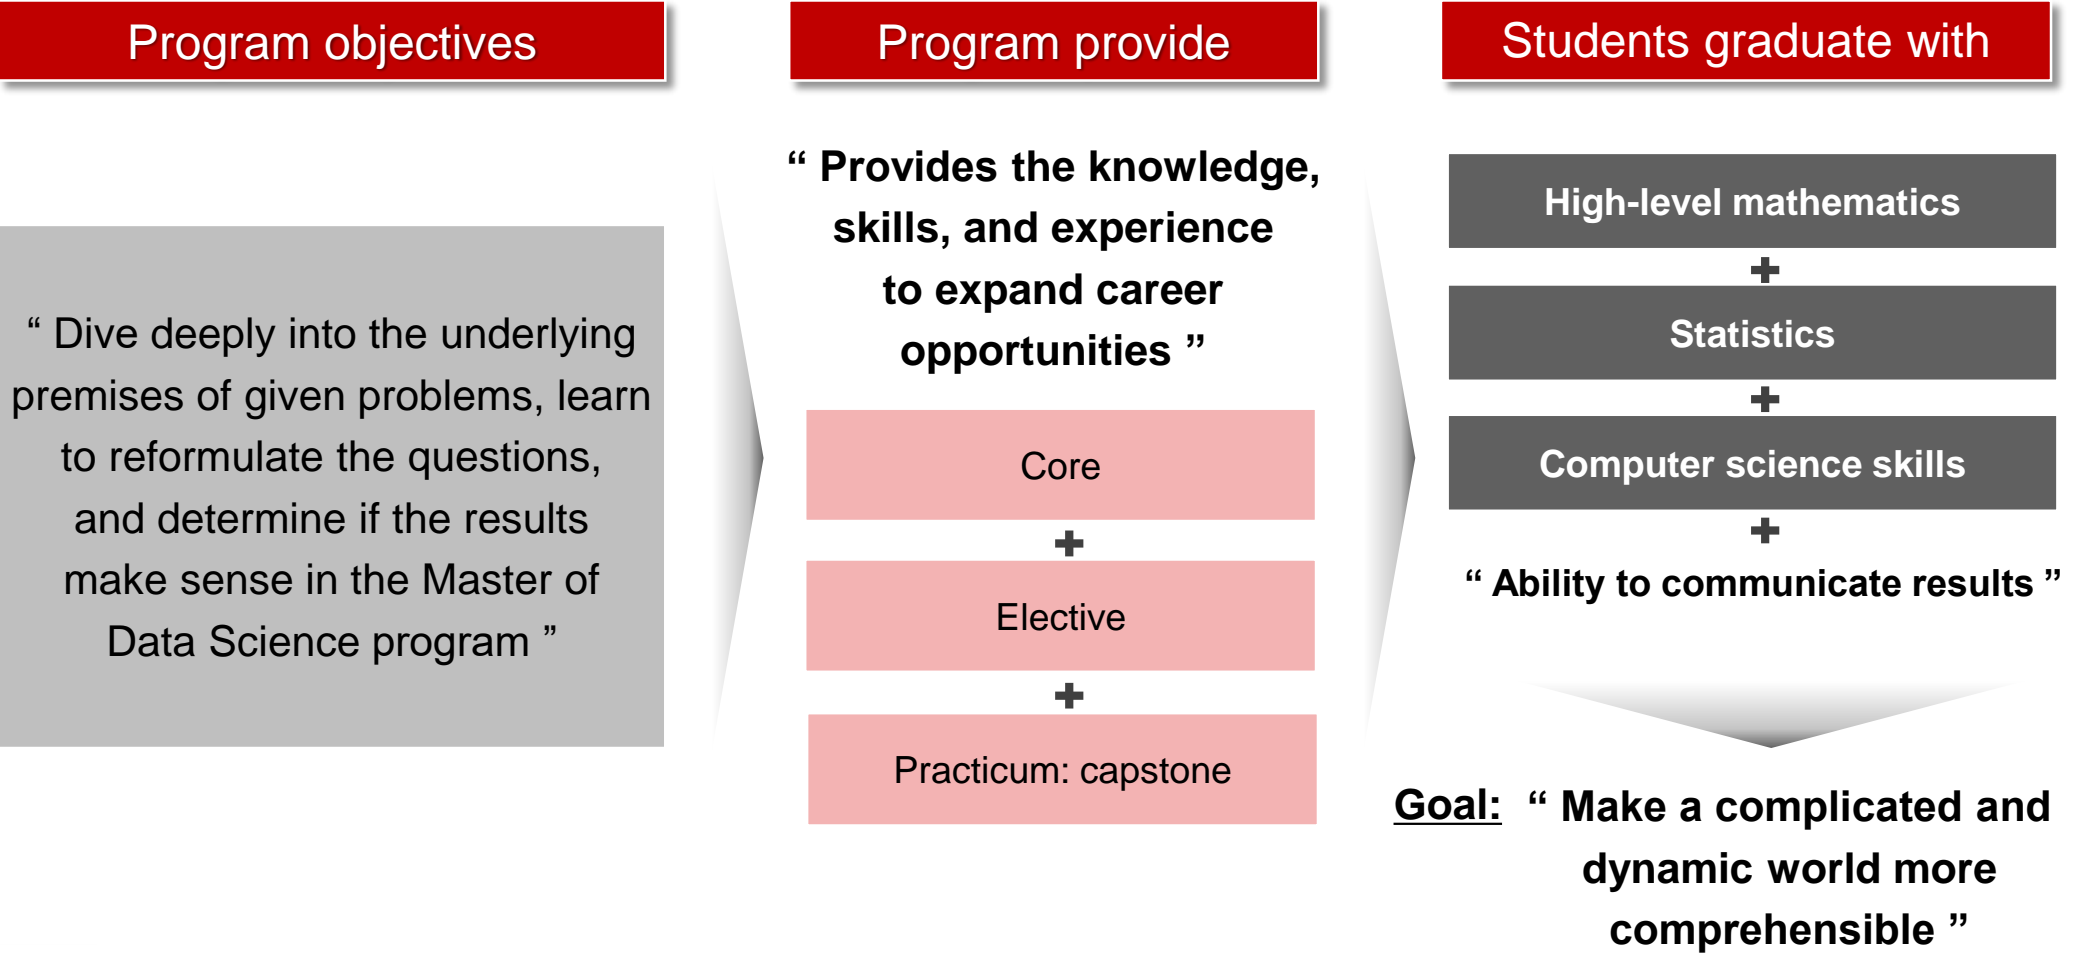 Program objectives
“ Dive deeply into the underlying
premises of given problems, learn
to reformulate the questions,
and determine if the results
make sense in the Master of
Data Science program ”
Program provide
“ Provides the knowledge,
skills, and experience
to expand career
opportunities ”
Core
+
Elective
+
Practicum: capstone
Students graduate with
High-level mathematics
+
Statistics
+
Computer science skills
+
“ Ability to communicate results ”
Goal: “ Make a complicated and
dynamic world more
comprehensible ”